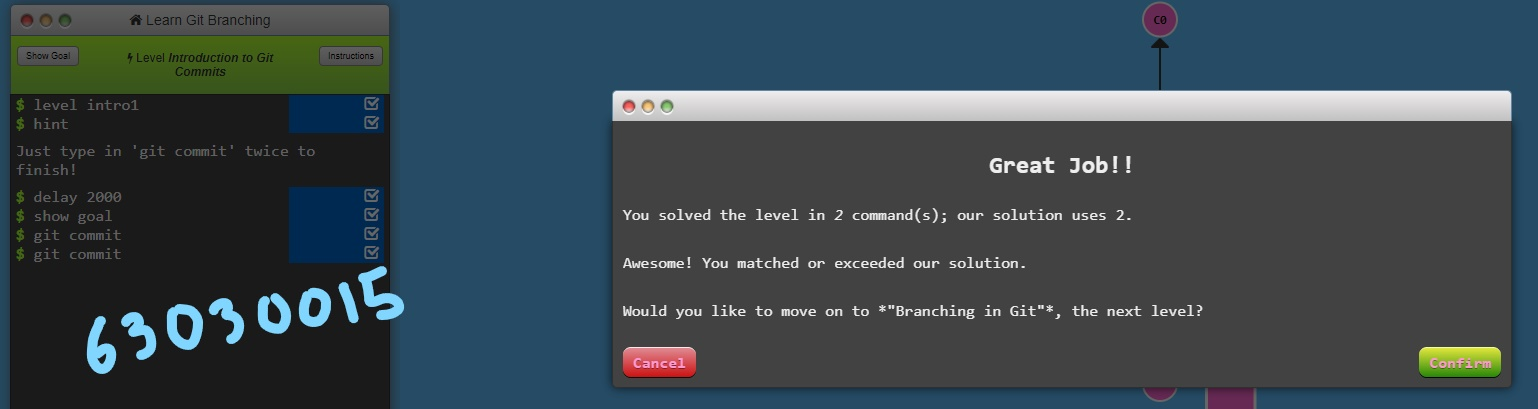 Learn Git Branching
Show Goal
Level Introduction to Git
Commits
Instructions
$ level intro1
$ hint
Just type in 'git commit' twice to
finish!
$ delay 2000
$ show goal
$ git commit
$ git commit
63030015
C0
Great Job!!
You solved the level in 2 command(s); our solution uses 2.
Awesome! You matched or exceeded our solution.
Would you like to move on to *"Branching in Git"*, the next level?
Cancel
Confirm